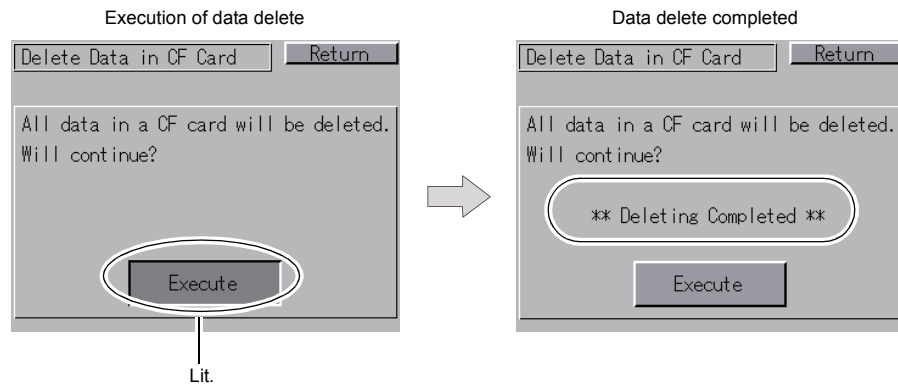 Execution of data delete
Delete Data in CF Card
Return
All data in a CF card will be deleted.
Will continue?
Execute
Lit.
Data delete completed
Delete Data in CF Card
Return
All data in a CF card will be deleted.
Will continue?
** Deleting Completed **
Execute